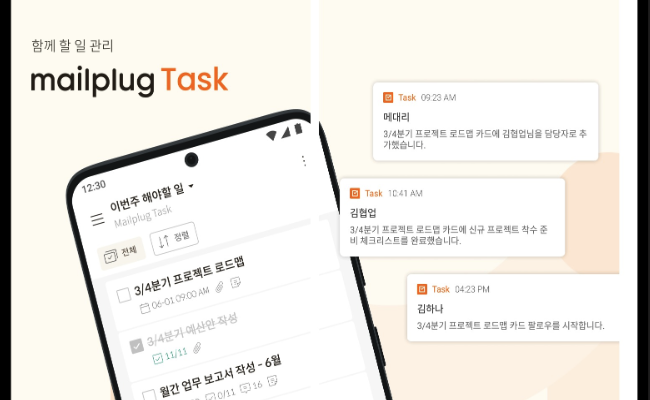 함께 할 일 관리
mailplug Task
12:30
이번주 해야할 일
Mailplug Task
전체
정렬
3/4분기 프로젝트 로드맵
06-01 09:00 AM
3/4분기 예산안 작성
11/11
월간 업무 보고서 작성 - 6월
0/11 16
Task 09:23 AM
메대리
3/4분기 프로젝트 로드맵 카드에 김협업님을 담당자로 추
가했습니다.
Task 10:41 AM
김협업
3/4분기 프로젝트 로드맵 카드에 신규 프로젝트 착수 준
비 체크리스트를 완료했습니다.
Task 04:23 PM
김하나
3/4분기 프로젝트 로드맵 카드 팔로우를 시작합니다.